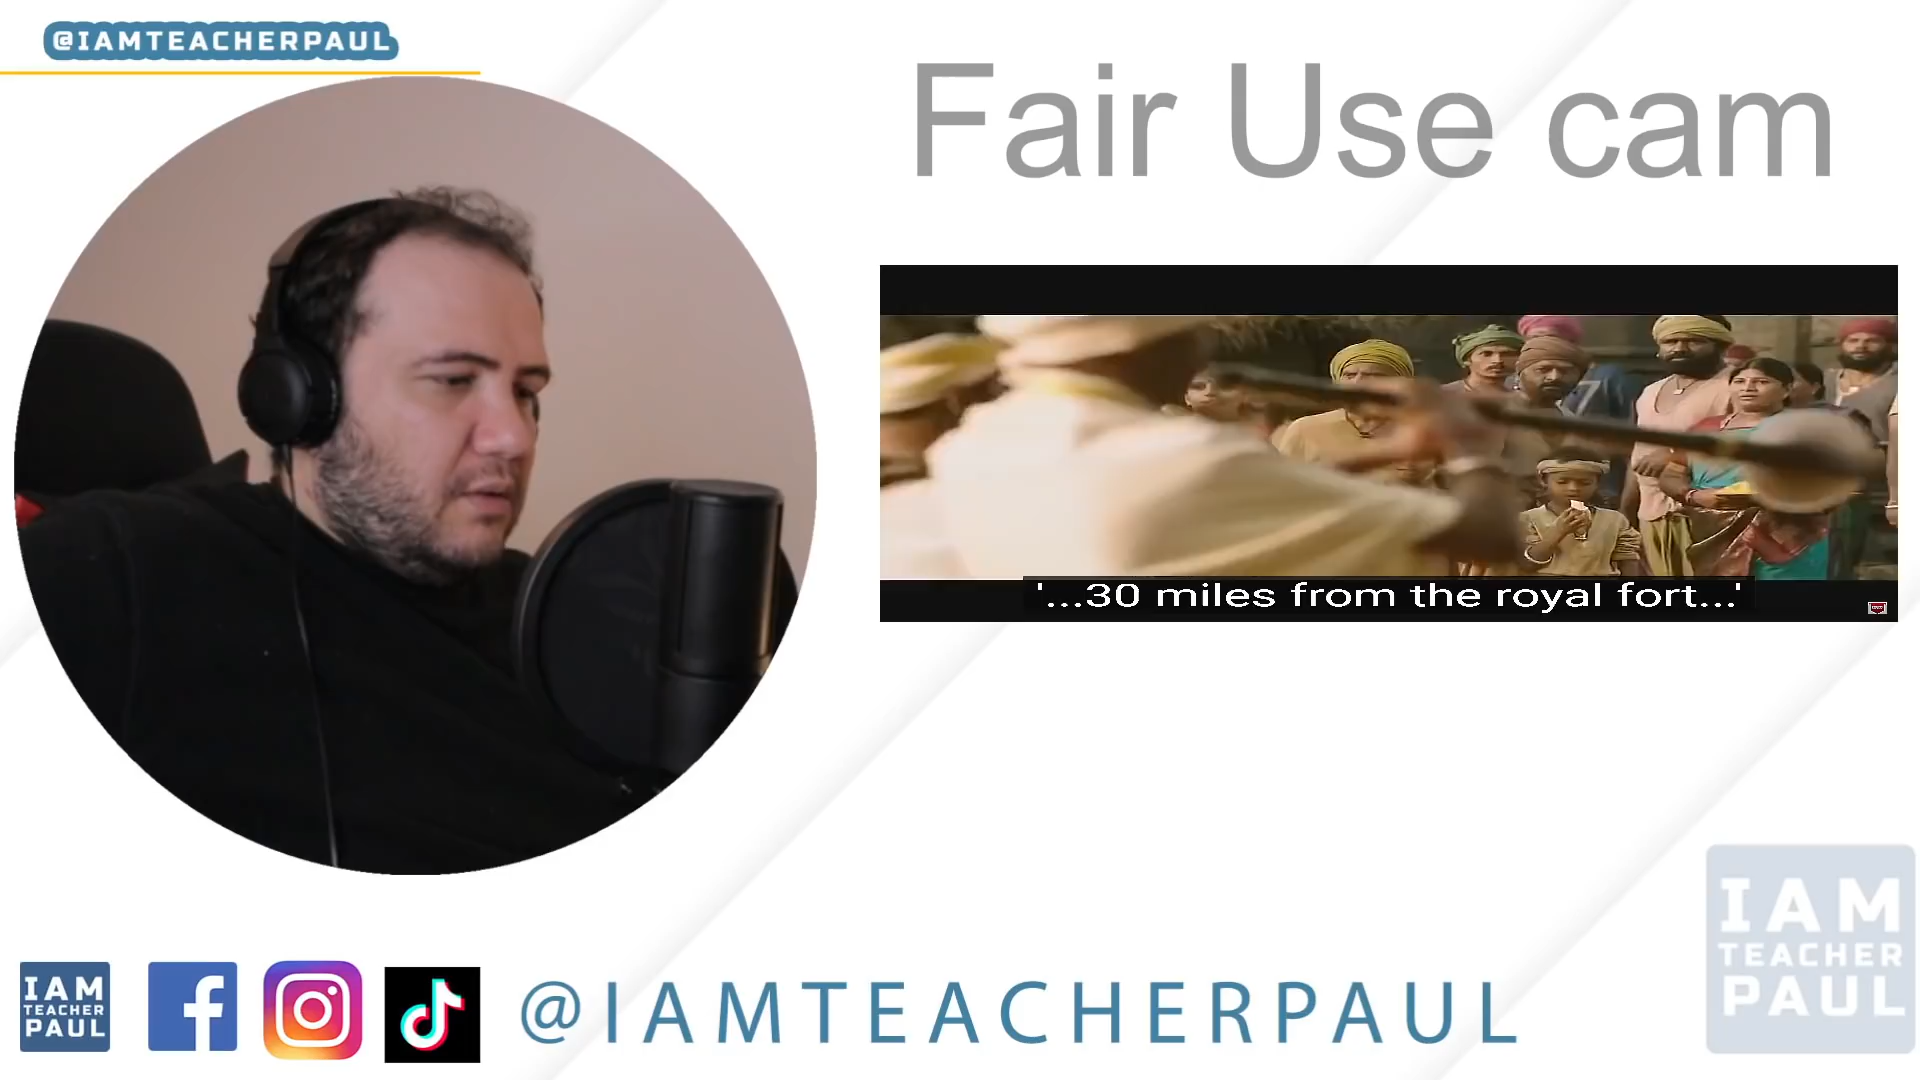 @IAMTEACHERPAUL
Fair Use cam
'...30 miles from the royal fort...'
IAM
TEACHER
PAUL
IAM
TEACHER
PAUL
@IAMTEACHERPAUL